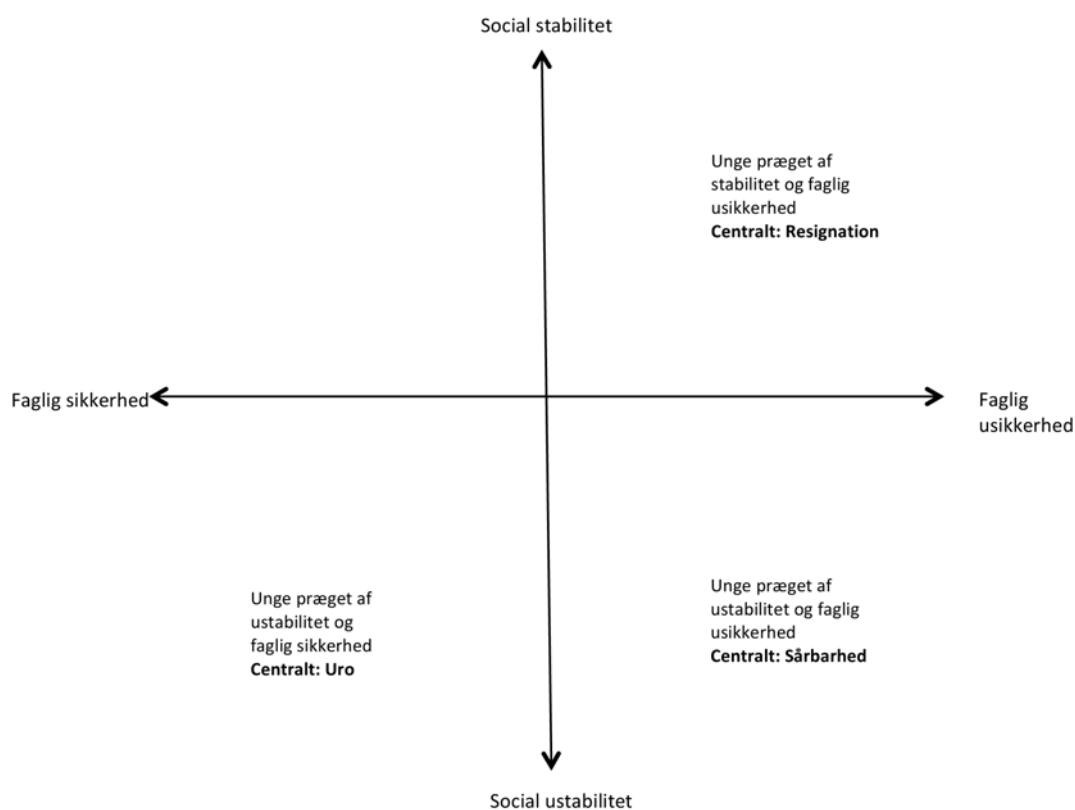 Social stabilitet
Unge præget af
stabilitet og faglig
usikkerhed
Centralt: Resignation
Faglig sikkerhed
Faglig
usikkerhed
Unge præget af
ustabilitet og
faglig sikkerhed
Centralt: Uro
Unge præget af
ustabilitet og faglig
usikkerhed
Centralt: Sårbarhed
Social ustabilitet